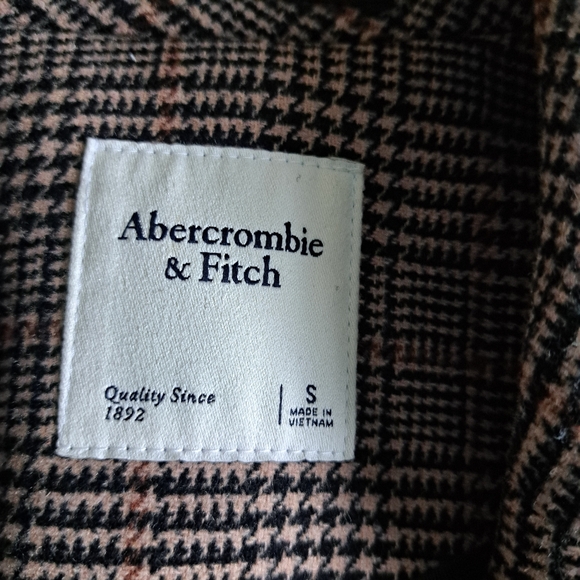 Abercrombie
& Fitch
Quality Since
1892
S
MADE IN
VIETNAM